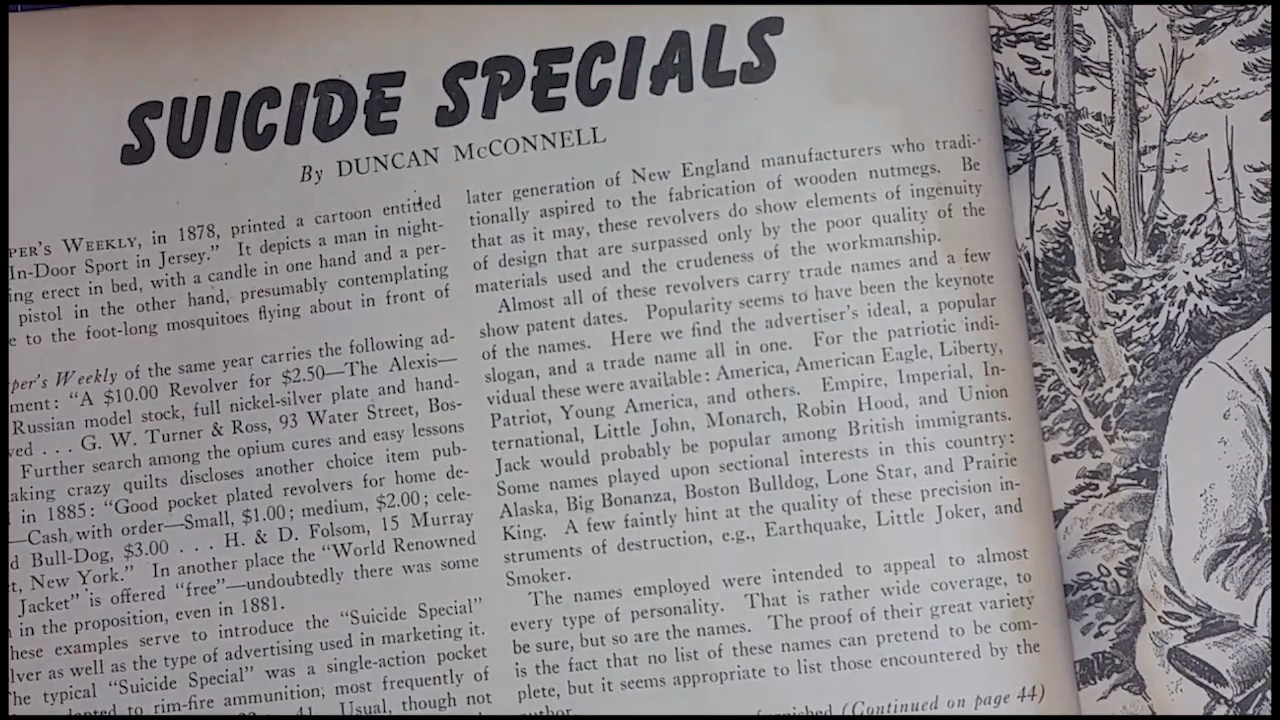 SUICIDE SPECIALS
By DUNCAN McCONNELL
PER'S WEEKLY, in 1878, printed a cartoon entitled
In-Door Sport in Jersey." It depicts a man in night-
ing erect in bed, with a candle in one hand and a per-
pistol in the other hand, presumably contemplating
e to the foot-long mosquitoes flying about in front of
per's Weekly of the same year carries the following ad-
ment: "A $10.00 Revolver for $2.50—The Alexis—
Russian model stock, full nickel-silver plate and hand-
ved . . . G. W. Turner & Ross, 93 Water Street, Bos-
Further search among the opium cures and easy lessons
aking crazy quilts discloses another choice item pub-
in 1885: "Good pocket plated revolvers for home de-
—Cash with order—Small, $1.00; medium, $2.00; cele-
d Bull-Dog, $3.00 . . . H. & D. Folsom, 15 Murray
t, New York." In another place the "World Renowned
Jacket" is offered "free"—undoubtedly there was some
in the proposition, even in 1881.
hese examples serve to introduce the "Suicide Special"
lver as well as the type of advertising used in marketing it.
The typical "Suicide Special" was a single-action pocket
to rim-fire ammunition; most frequently of
Usual, though not
later generation of New England manufacturers who tradi-
tionally aspired to the fabrication of wooden nutmegs. Be
that as it may, these revolvers do show elements of ingenuity
of design that are surpassed only by the poor quality of the
materials used and the crudeness of the workmanship.
Almost all of these revolvers carry trade names and a few
show patent dates. Popularity seems to have been the keynote
of the names. Here we find the advertiser's ideal, a popular
slogan, and a trade name all in one. For the patriotic indi-
vidual these were available: America, American Eagle, Liberty,
Patriot, Young America, and others. Empire, Imperial, In-
ternational, Little John, Monarch, Robin Hood, and Union
Jack would probably be popular among British immigrants.
Some names played upon sectional interests in this country:
Alaska, Big Bonanza, Boston Bulldog, Lone Star, and Prairie
King. A few faintly hint at the quality of these precision in-
struments of destruction, e.g., Earthquake, Little Joker, and
Smoker.
The names employed were intended to appeal to almost
every type of personality. That is rather wide coverage, to
be sure, but so are the names. The proof of their great variety
is the fact that no list of these names can pretend to be com-
plete, but it seems appropriate to list those encountered by the
author
(Continued on page 44)